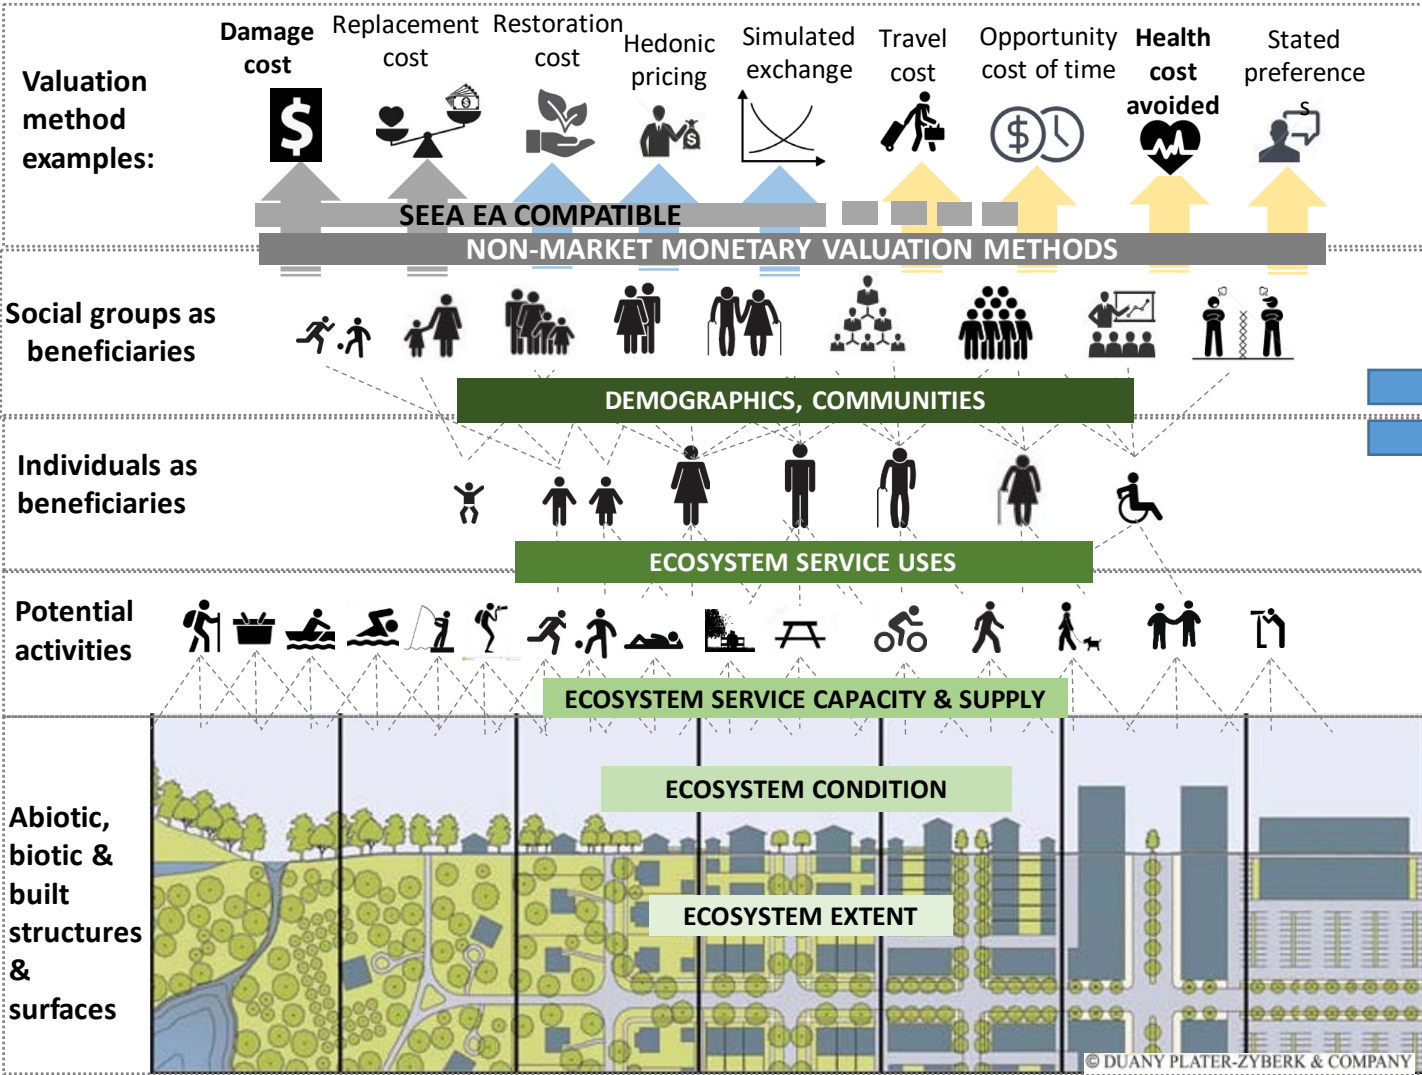 Valuation
method
examples:
Damage
cost
Replacement
cost
Restoration
cost
Hedonic
pricing
Simulated
exchange
Travel
cost
Opportunity
cost of time
Health
cost
avoided
Stated
preference
s
SEEA EA COMPATIBLE
NON-MARKET MONETARY VALUATION METHODS
Social groups as
beneficiaries
DEMOGRAPHICS, COMMUNITIES
Individuals as
beneficiaries
ECOSYSTEM SERVICE USES
Potential
activities
ECOSYSTEM SERVICE CAPACITY & SUPPLY
ECOSYSTEM CONDITION
Abiotic,
biotic &
built
structures
&
surfaces
ECOSYSTEM EXTENT
© DUANY PLATER-ZYBERK & COMPANY